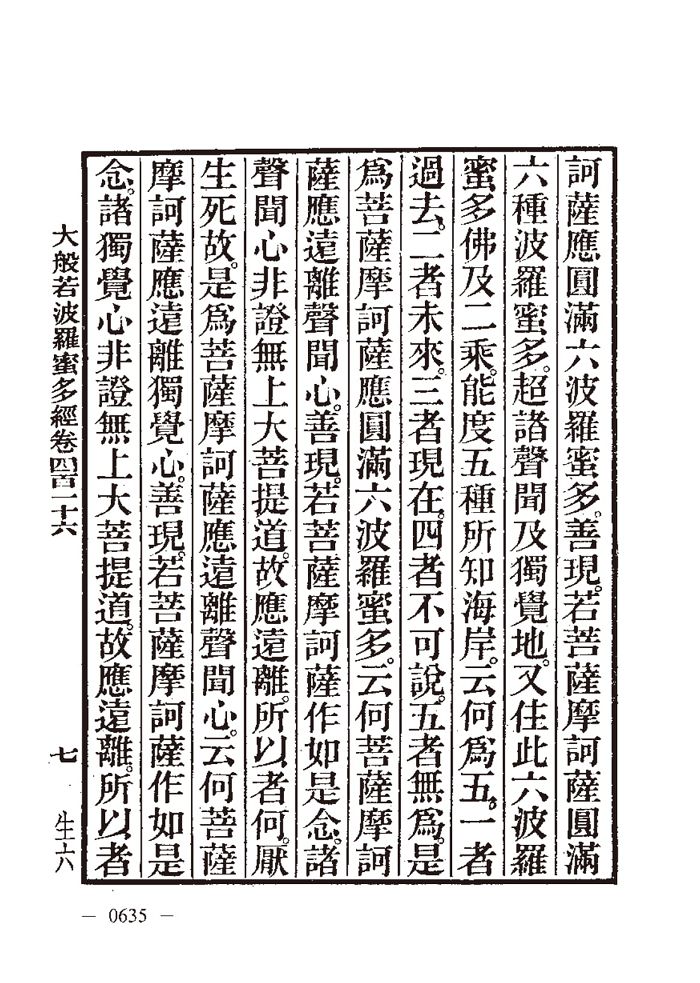 訶薩應圓滿六波羅蜜多。善現。若菩薩摩訶薩圓滿
六種波羅蜜多。超諸聲聞及獨覺地。又住此六波羅
蜜多。佛及二乘。能度五種所知海岸。云何爲五。一者
過去。二者未來。三者現在。四者不可說。五者無爲。是
爲菩薩摩訶薩應圓滿六波羅蜜多。云何菩薩摩訶
薩應遠離聲聞心。善現。若菩薩摩訶薩作如是念。諸
聲聞心非證無上大菩提道。故應遠離。所以者何。厭
生死故。是爲菩薩摩訶薩應遠離聲聞心。云何菩薩
摩訶薩應遠離獨覺心。善現。若菩薩摩訶薩作如是
念。諸獨覺心非證無上大菩提道。故應遠離。所以者
大般若波羅蜜多經卷四百一十六
七
生六
— 0635 —